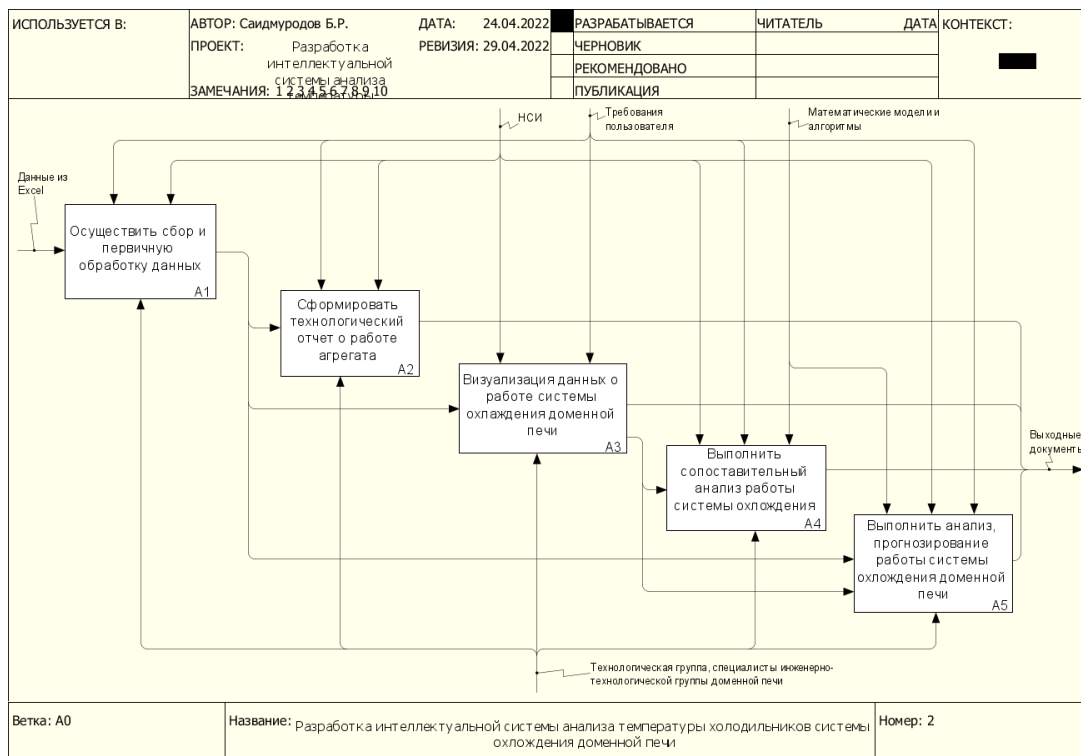 ИСПОЛЬЗУЕТСЯ В:
АВТОР: Саидмуродов Б.Р.
ДАТА: 24.04.2022
РАЗРАБАТЫВАЕТСЯ
ЧИТАТЕЛЬ
ДАТА
КОНТЕКСТ:
ПРОЕКТ: Разработка
интеллектуальной
системы анализа
температуры
РЕВИЗИЯ: 29.04.2022
ЧЕРНОВИК
РЕКОМЕНДОВАНО
ЗАМЕЧАНИЯ: 1 2 3 4 5 6 7 8 9 10
ПУБЛИКАЦИЯ
НСИ
Требования
пользователя
Математические модели и
алгоритмы
Данные из
Excel
Осуществить сбор и
первичную
обработку данных
A1
Сформировать
технологический
отчет о работе
агрегата
A2
Визуализация данных о
работе системы
охлаждения доменной
печи
A3
Выходные
документы
Выполнить
сопоставительный
анализ работы
системы охлождения
A4
Выполнить анализ,
прогнозирование
работы системы
охлождения доменной
печи
A5
Технологическая группа, специалисты инженерно-
технологической группы доменной печи
Ветка: A0
Название: Разработка интеллектуальной системы анализа температуры холодильников системы
охлождения доменной печи
Номер: 2